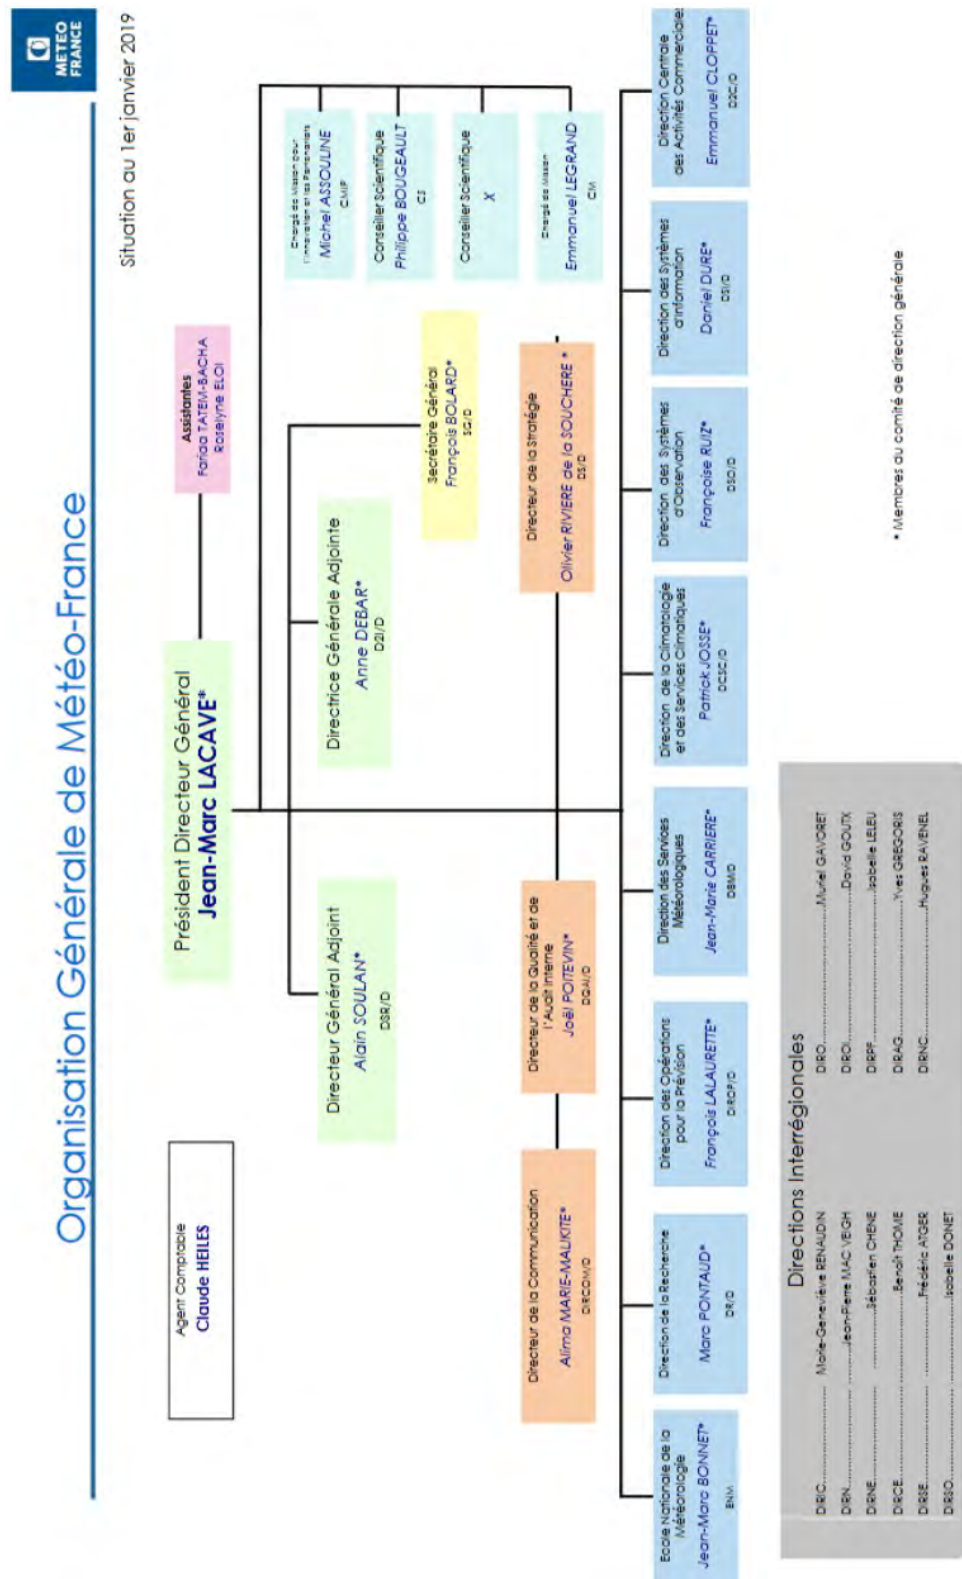 Organisation Générale de Météo-France
METEO
FRANCE
Situation au 1er janvier 2019
Agent Comptable
Claude HEILES
Président Directeur Général
Jean-Marc LACAVE*
Assistantes
Farida TATEM-BACHA
Roselyne ELOI
Directeur Général Adjoint
Alain SOULAN*
DSR/D
Directrice Générale Adjointe
Anne DEBAR*
D2I/D
Secrétaire Général
François BOLARD*
SG/D
Chargé de Mission pour
l'Innovation et les Partenariats
Michel ASSOULINE
CMIP
Conseiller Scientifique
Philippe BOUGEAULT
CS
Conseiller Scientifique
X
Chargé de Mission
Emmanuel LEGRAND
CM
Directeur de la Communication
Alima MARIE-MALIKITE*
DIRCOM/D
Directeur de la Qualité et de
l'Audit Interne
Joël POITEVIN*
DQAI/D
Directeur de la Stratégie
Olivier RIVIERE de la SOUCHERE *
DS/D
Ecole Nationale de la
Météorologie
Jean-Marc BONNET*
ENM
Direction de la Recherche
Marc PONTAUD*
DR/D
Direction des Opérations
pour la Prévision
François LALAURETTE*
DIROP/D
Direction des Services
Météorologiques
Jean-Marie CARRIERE*
DSM/D
Direction de la Climatologie
et des Services Climatiques
Patrick JOSSE*
DCSC/D
Direction des Systèmes
d'Observation
Françoise RUIZ*
DSO/D
Direction des Systèmes
d'Information
Daniel DURE*
DSI/D
Direction Centrale
des Activités Commerciales
Emmanuel CLOPPET*
D2C/D
Directions Interrégionales
DIRIC............ Marie-Geneviève RENAUDIN
DIRN............Jean-Pierre MAC VEIGH
DIRNE ............Sébastien CHENE
DIRCE............Benoît THOME
DIRSE ............Frédéric ATGER
DIRSO............Isabelle DONET
DIRO............Muriel GAVORET
DIROI............David GOUTX
DIRPF............Isabelle LELEU
DIRAG............Yves GREGORIS
DIRNC............Hugues RAVENEL
* Membres du comité de direction générale